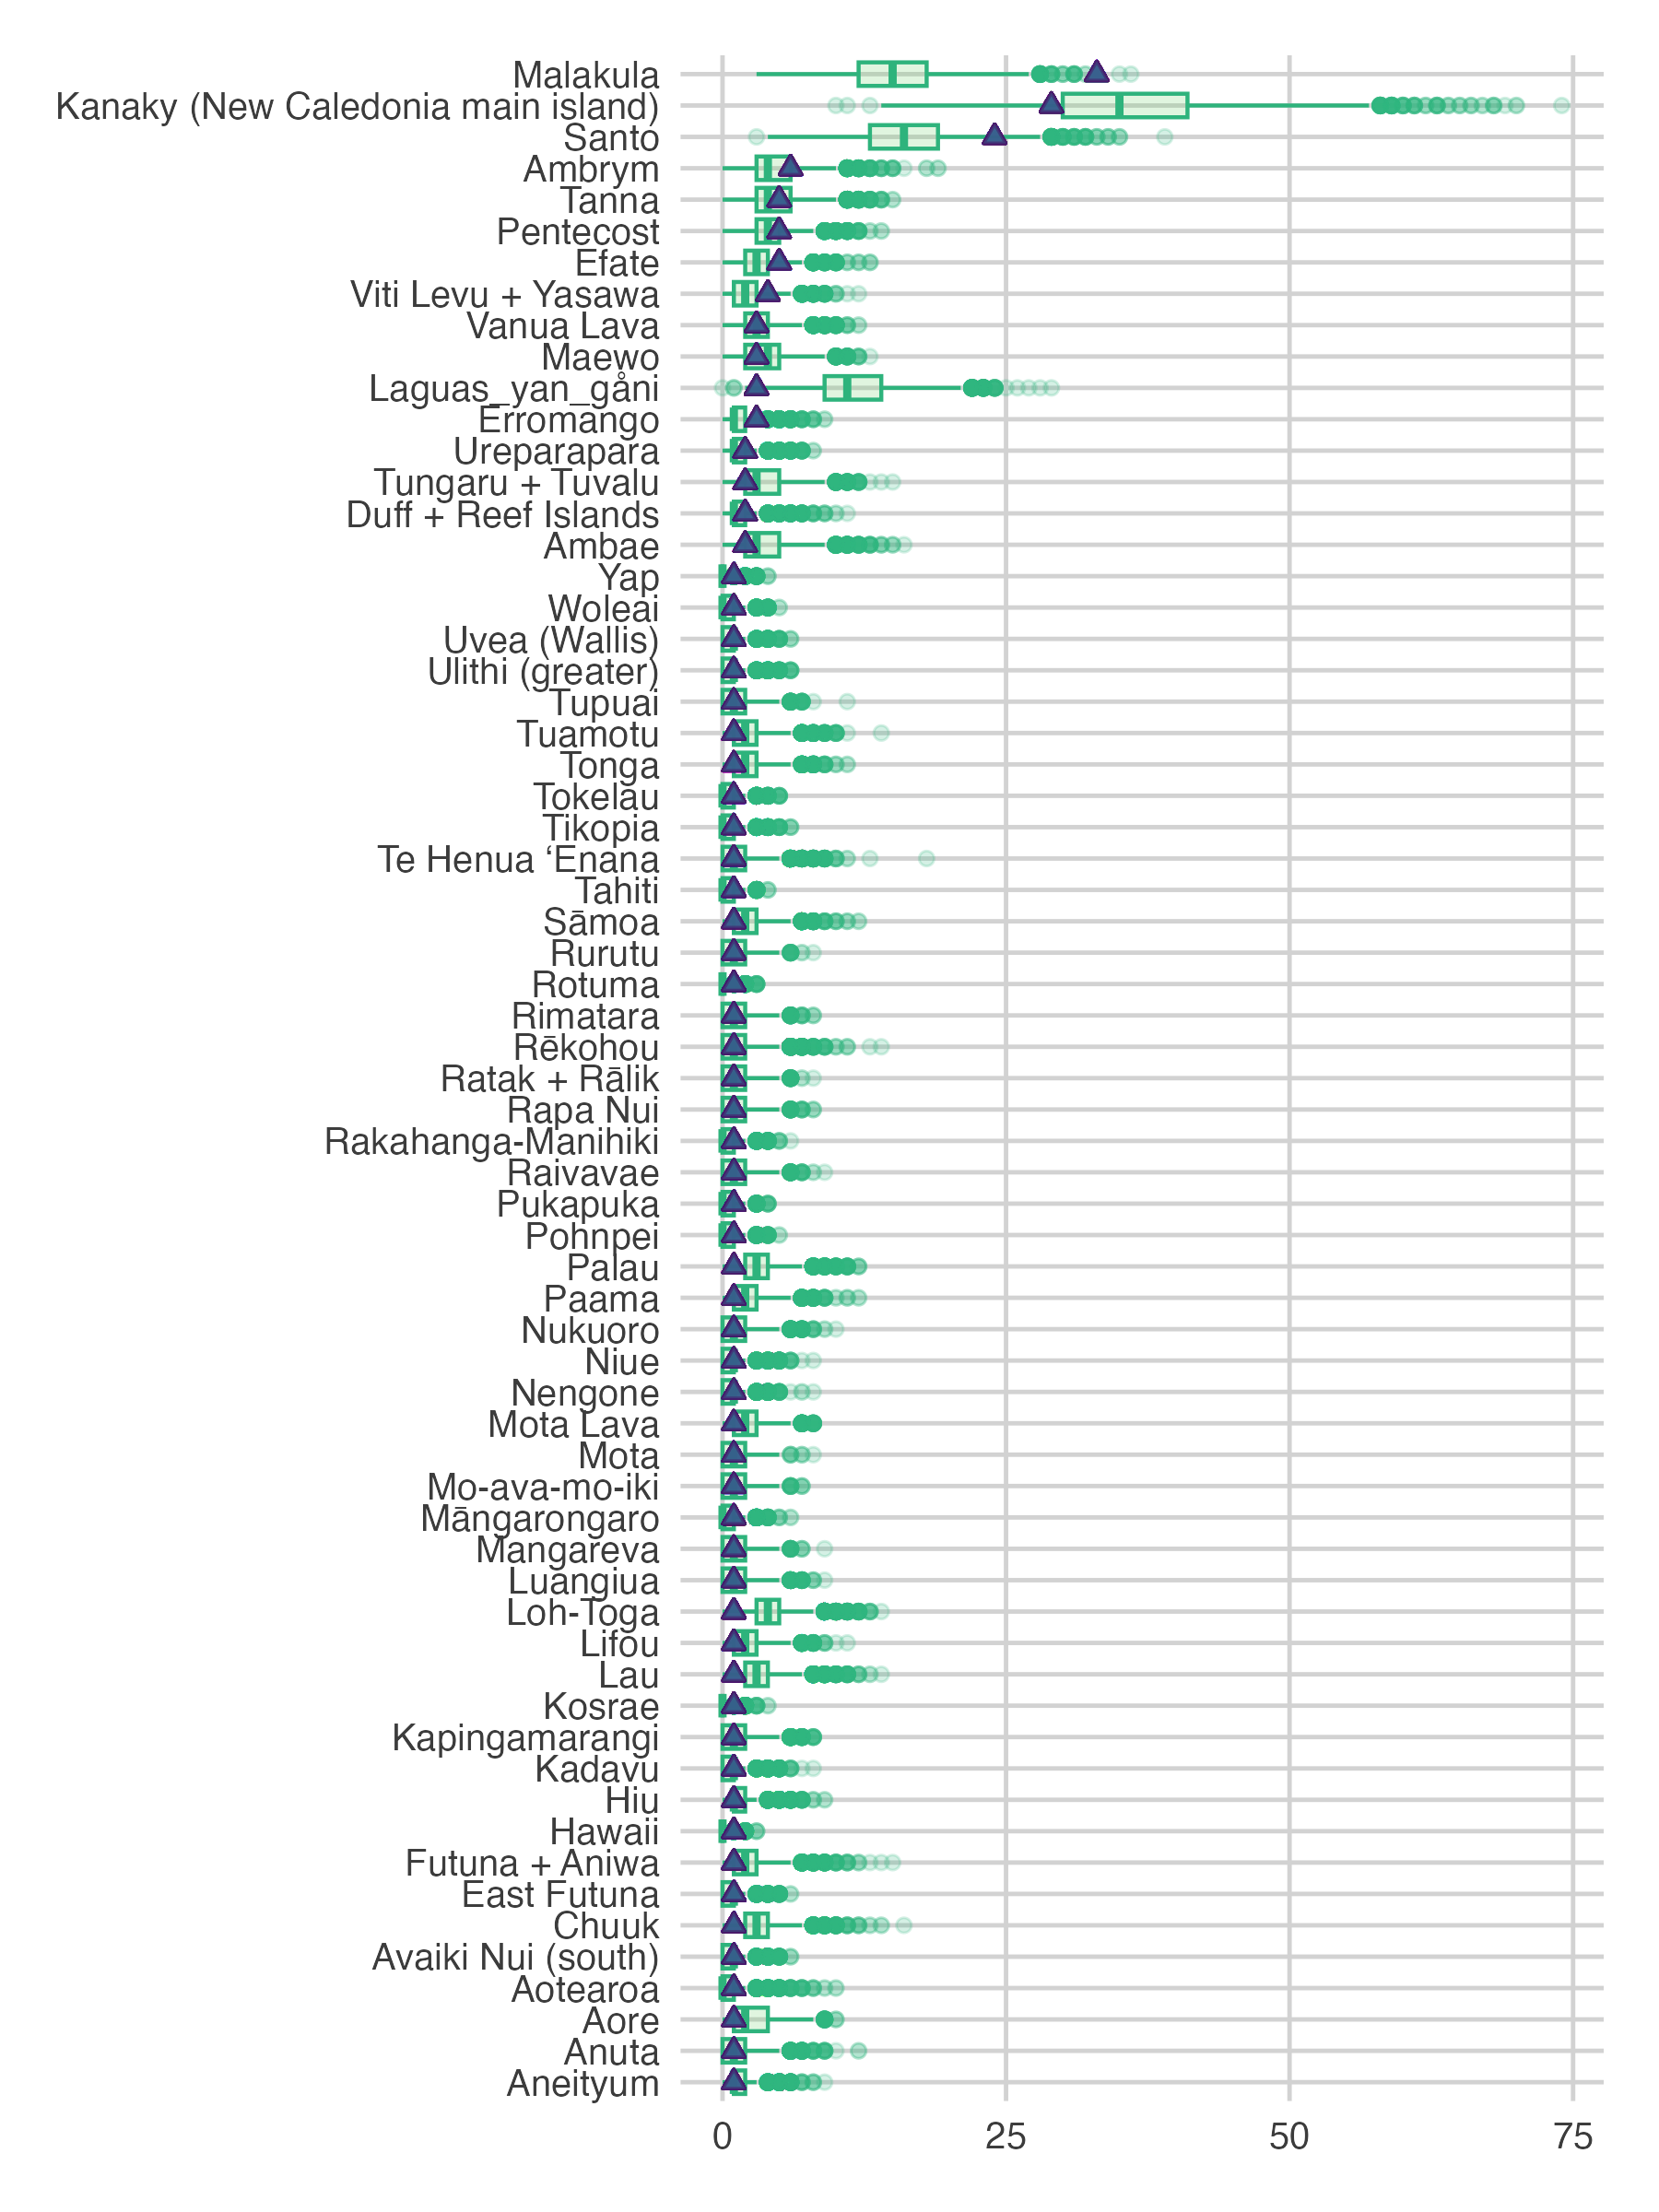 Malakula
Kanaky (New Caledonia main island)
Santo
Ambrym
Tanna
Pentecost
Efate
Viti Levu + Yasawa
Vanua Lava
Maewo
Laguas_yan_gåni
Erromango
Ureparapara
Tungaru + Tuvalu
Duff + Reef Islands
Ambae
Yap
Woleai
Uvea (Wallis)
Ulithi (greater)
Tupuai
Tuamotu
Tonga
Tokelau
Tikopia
Te Henua ‘Enana
Tahiti
Sāmoa
Rurutu
Rotuma
Rimatara
Rēkohou
Ratak + Rālik
Rapa Nui
Rakahanga-Manihiki
Raivavae
Pukapuka
Pohnpei
Palau
Paama
Nukuoro
Niue
Nengone
Mota Lava
Mota
Mo-ava-mo-iki
Māngarongaro
Mangareva
Luangiua
Loh-Toga
Lifou
Lau
Kosrae
Kapingamarangi
Kadavu
Hiu
Hawaii
Futuna + Aniwa
East Futuna
Chuuk
Avaiki Nui (south)
Aotearoa
Aore
Anuta
Aneityum
0 25 50 75